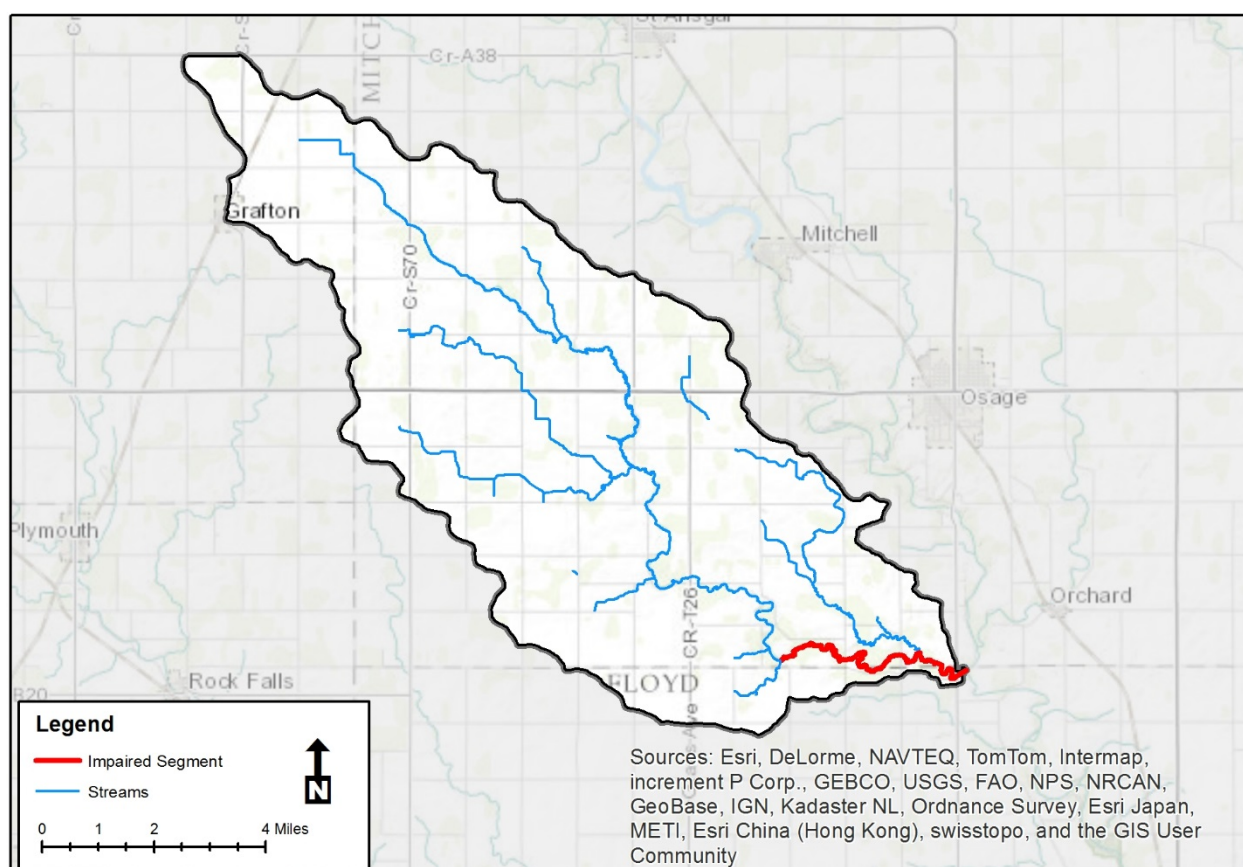 St Ansgar
Cr-A38
MITCH
Grafton
Mitchell
Cr-S70
Osage
Plymouth
Orchard
CR-T26
Rock Falls
FLOYD
B20
Legend
Impaired Segment
Streams
N
0 1 2 4 Miles
Sources: Esri, DeLorme, NAVTEQ, TomTom, Intermap,
increment P Corp., GEBCO, USGS, FAO, NPS, NRCAN,
GeoBase, IGN, Kadaster NL, Ordnance Survey, Esri Japan,
METI, Esri China (Hong Kong), swisstopo, and the GIS User
Community